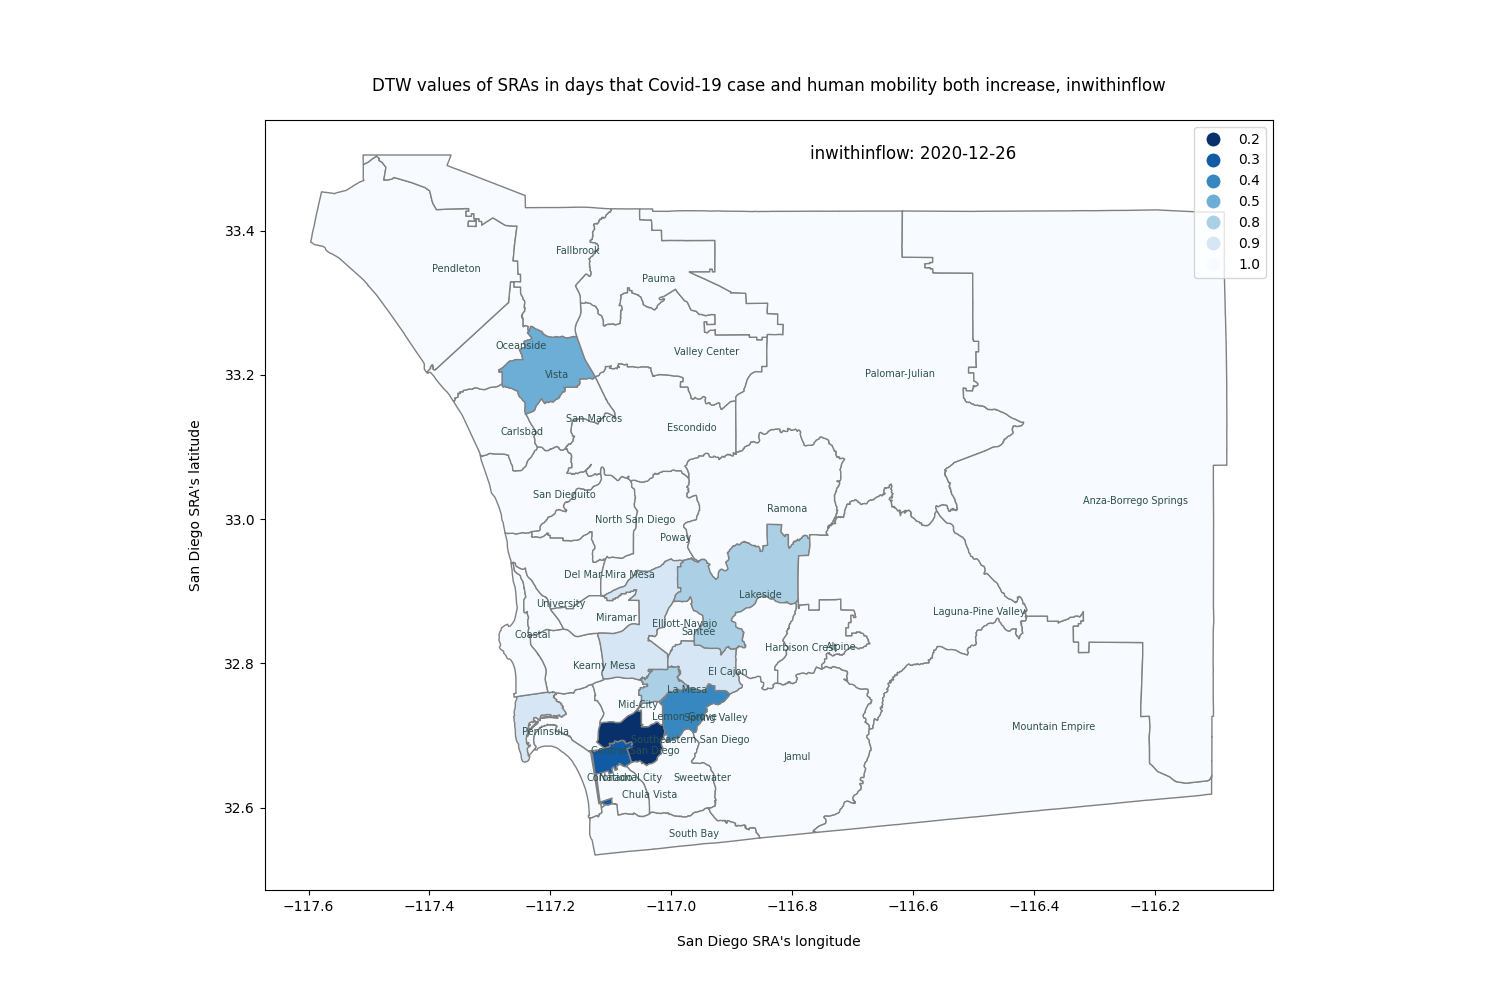 DTW values of SRAs in days that Covid-19 case and human mobility both increase, inwithinflow
inwithinflow: 2020-12-26
0.2
0.3
0.4
0.5
0.8
0.9
1.0
33.4
33.2
33.0
32.8
32.6
San Diego SRA's latitude
Fallbrook
Pendleton
Pauma
Oceanside
Valley Center
Vista
Palomar-Julian
San Marcos
Carlsbad
Escondido
San Dieguito
Anza-Borrego Springs
Ramona
North San Diego
Poway
Del Mar-Mira Mesa
Lakeside
University
Laguna-Pine Valley
Miramar
Elliott-Navajo
Santee
Coastal
Harbison Crest
Alpine
Kearny Mesa
El Cajon
La Mesa
Mid-City
Lemon Grove
Spring Valley
Mountain Empire
Peninsula
Southeastern San Diego
Central San Diego
Jamul
Coronado
National City
Sweetwater
Chula Vista
South Bay
−117.6
−117.4
−117.2
−117.0
−116.8
−116.6
−116.4
−116.2
San Diego SRA's longitude